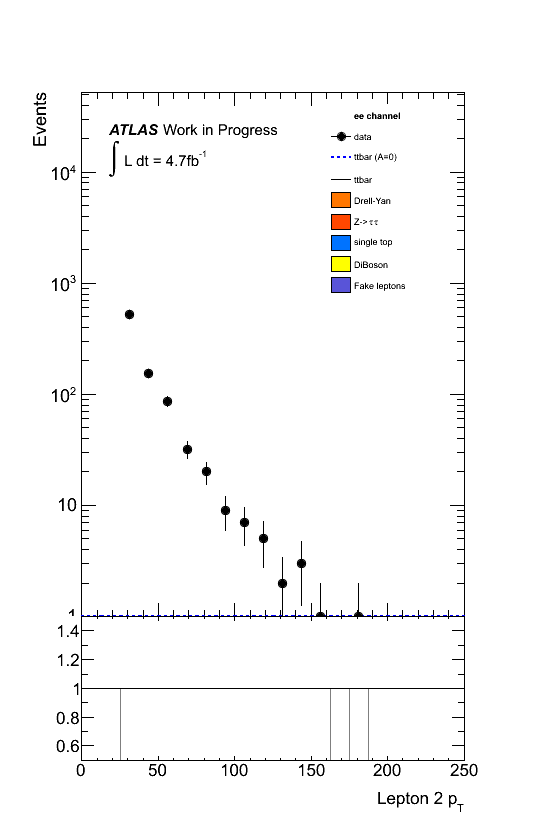 Events
ATLAS Work in Progress
∫ L dt = 4.7fb⁻¹
ee channel
data
ttbar (A=0)
ttbar
Drell-Yan
Z->ττ
single top
DiBoson
Fake leptons
10⁴
10³
10²
10
1
1.4
1.2
1
0.8
0.6
0 50 100 150 200 250
Lepton 2 p_T